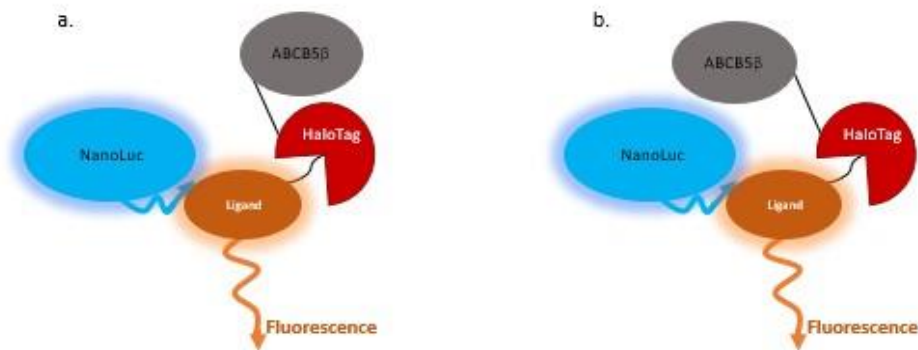 a.
ABCB5β
HaloTag
NanoLuc
Ligand
Fluorescence
b.
ABCB5β
HaloTag
NanoLuc
Ligand
Fluorescence